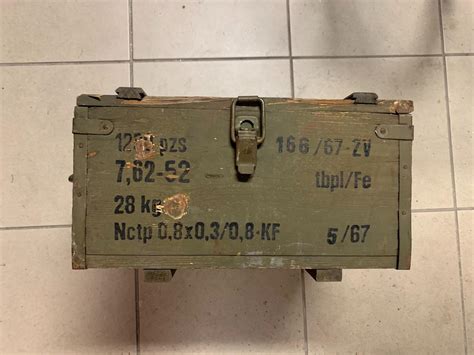 pzs 166/67-ZV
7,62-52 tbpl/Fe
28 kg
Nctp 0,8x0,3/0,8-KF 5/67